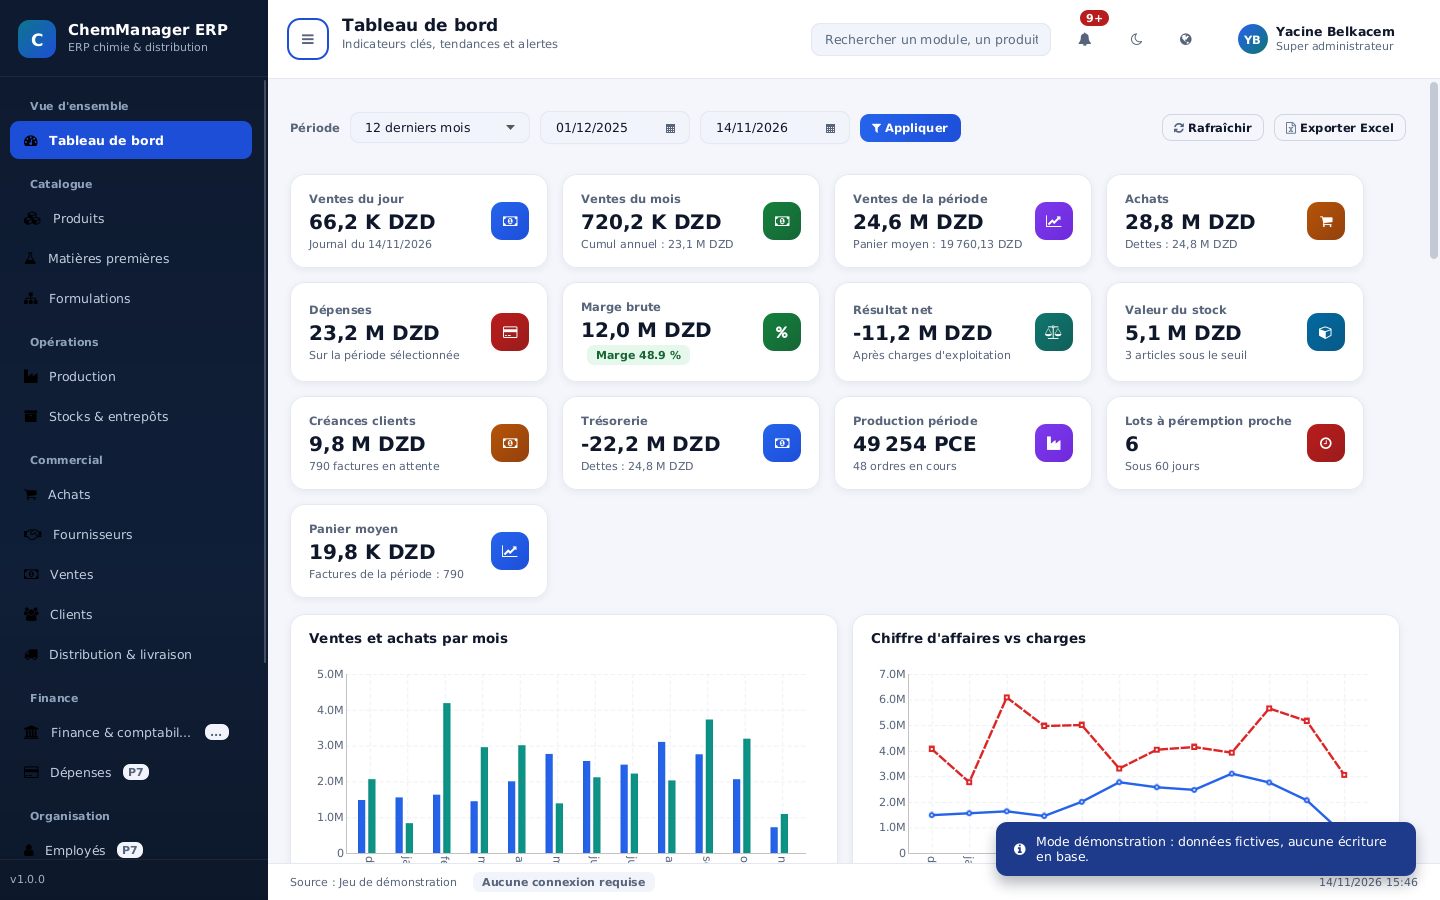 C
ChemManager ERP
ERP chimie & distribution
Vue d'ensemble
Tableau de bord
Catalogue
Produits
Matières premières
Formulations
Opérations
Production
Stocks & entrepôts
Commercial
Achats
Fournisseurs
Ventes
Clients
Distribution & livraison
Finance
Finance & comptabil... ...
Dépenses P7
Organisation
Employés P7
v1.0.0
Tableau de bord
Indicateurs clés, tendances et alertes
Rechercher un module, un produit
9+
YB
Yacine Belkacem
Super administrateur
Période 12 derniers mois 01/12/2025 14/11/2026 Appliquer Rafraîchir Exporter Excel
Ventes du jour
66,2 K DZD
Journal du 14/11/2026
Ventes du mois
720,2 K DZD
Cumul annuel : 23,1 M DZD
Ventes de la période
24,6 M DZD
Panier moyen : 19 760,13 DZD
Achats
28,8 M DZD
Dettes : 24,8 M DZD
Dépenses
23,2 M DZD
Sur la période sélectionnée
Marge brute
12,0 M DZD
Marge 48.9 %
Résultat net
-11,2 M DZD
Après charges d'exploitation
Valeur du stock
5,1 M DZD
3 articles sous le seuil
Créances clients
9,8 M DZD
790 factures en attente
Trésorerie
-22,2 M DZD
Dettes : 24,8 M DZD
Production période
49 254 PCE
48 ordres en cours
Lots à péremption proche
6
Sous 60 jours
Panier moyen
19,8 K DZD
Factures de la période : 790
Ventes et achats par mois
5.0M
4.0M
3.0M
2.0M
1.0M
0
Chiffre d'affaires vs charges
7.0M
6.0M
5.0M
4.0M
3.0M
2.0M
1.0M
0
Mode démonstration : données fictives, aucune écriture
en base.
Source : Jeu de démonstration Aucune connexion requise
14/11/2026 15:46